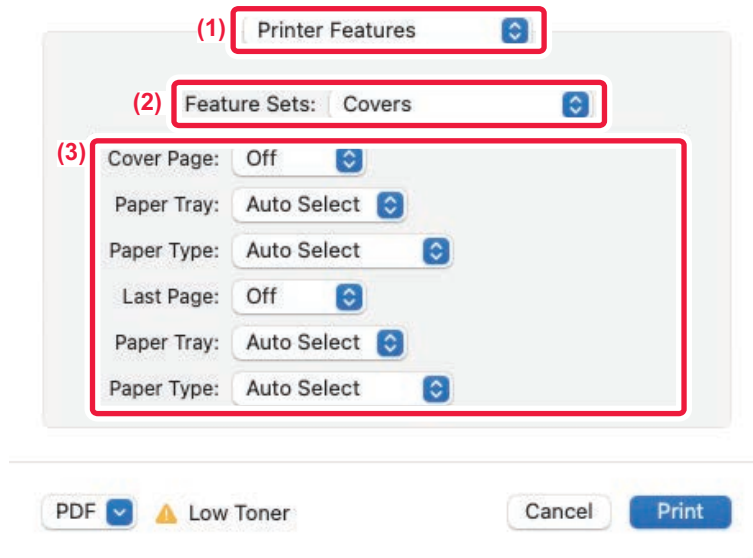 (1) Printer Features
(2) Feature Sets: Covers
(3) Cover Page: Off
Paper Tray: Auto Select
Paper Type: Auto Select
Last Page: Off
Paper Tray: Auto Select
Paper Type: Auto Select
PDF Low Toner Cancel Print